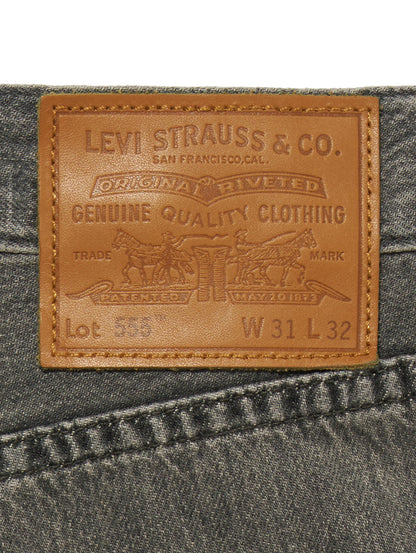 LEVI STRAUSS & CO.
SAN FRANCISCO, CAL.
ORIGINAL RIVETED
GENUINE QUALITY CLOTHING
TRADE MARK
PATENTED MAY 20 1873
Lot W 31 L 32